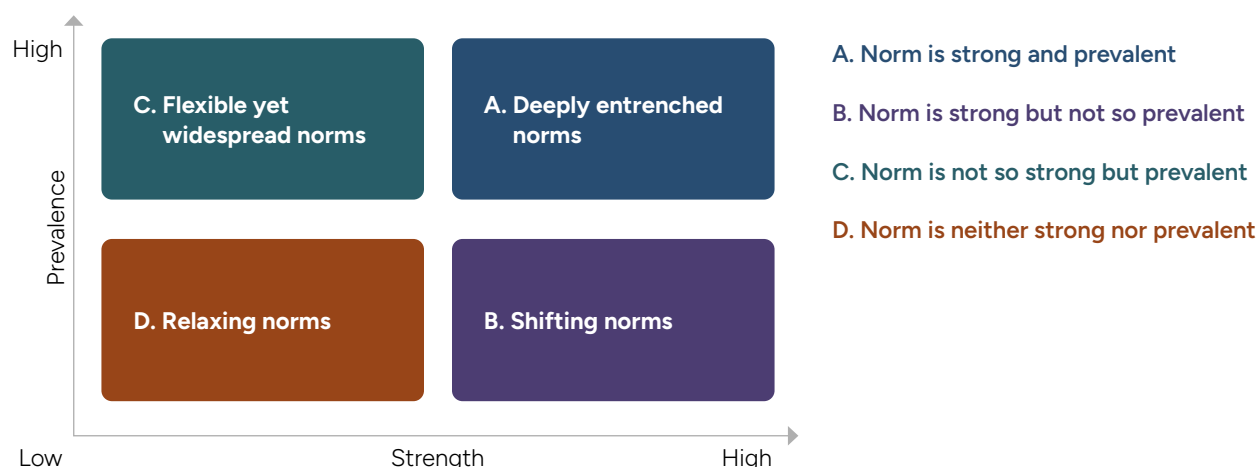 High
C. Flexible yet
widespread norms
A. Deeply entrenched
norms
Prevalence
D. Relaxing norms
B. Shifting norms
Low
Strength
High
A. Norm is strong and prevalent
B. Norm is strong but not so prevalent
C. Norm is not so strong but prevalent
D. Norm is neither strong nor prevalent